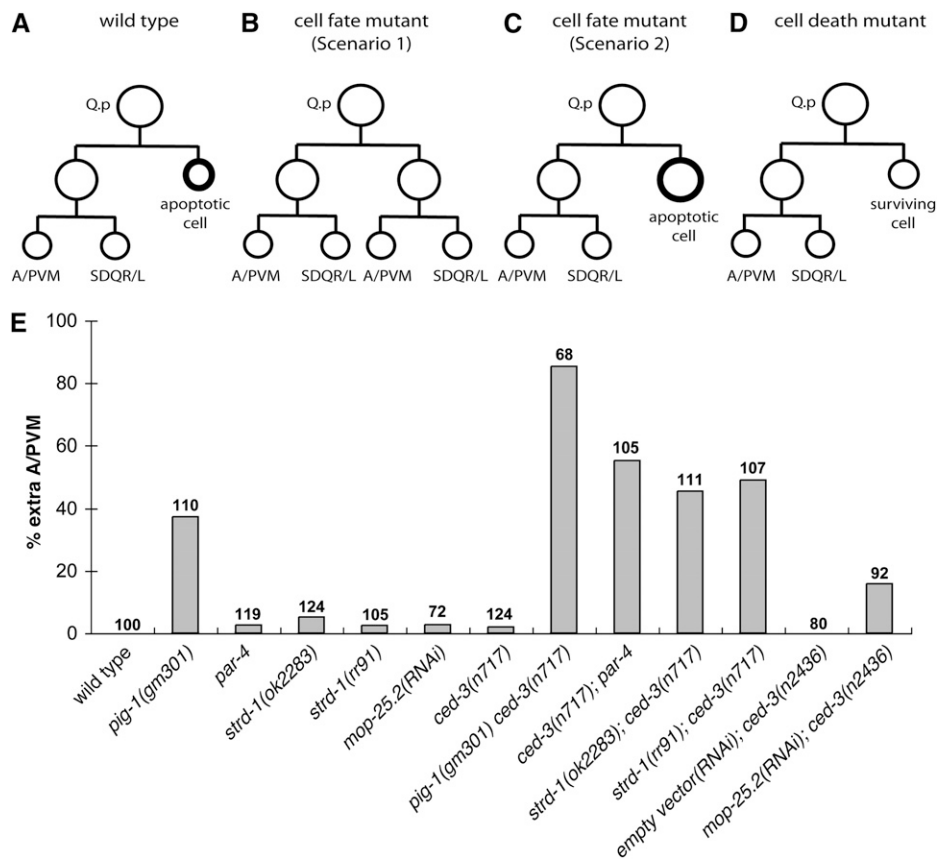 A wild type
B cell fate mutant
(Scenario 1)
C cell fate mutant
(Scenario 2)
D cell death mutant
Q.p
Q.p
Q.p
Q.p
apoptotic
cell
apoptotic
cell
surviving
cell
A/PVM SDQR/L
A/PVM SDQR/L A/PVM SDQR/L
A/PVM SDQR/L
A/PVM SDQR/L
E
% extra A/PVM
100
80
60
40
20
0
100
110
119
124
105
72
124
68
105
111
107
80
92
wild type
pig-1(gm301)
par-4
strd-1(ok2283)
strd-1(rr91)
mop-25.2(RNAi)
ced-3(n717)
pig-1(gm301) ced-3(n717)
ced-3(n717); par-4
strd-1(ok2283); ced-3(n717)
strd-1(rr91); ced-3(n717)
empty vector(RNAi); ced-3(n2436)
mop-25.2(RNAi); ced-3(n2436)